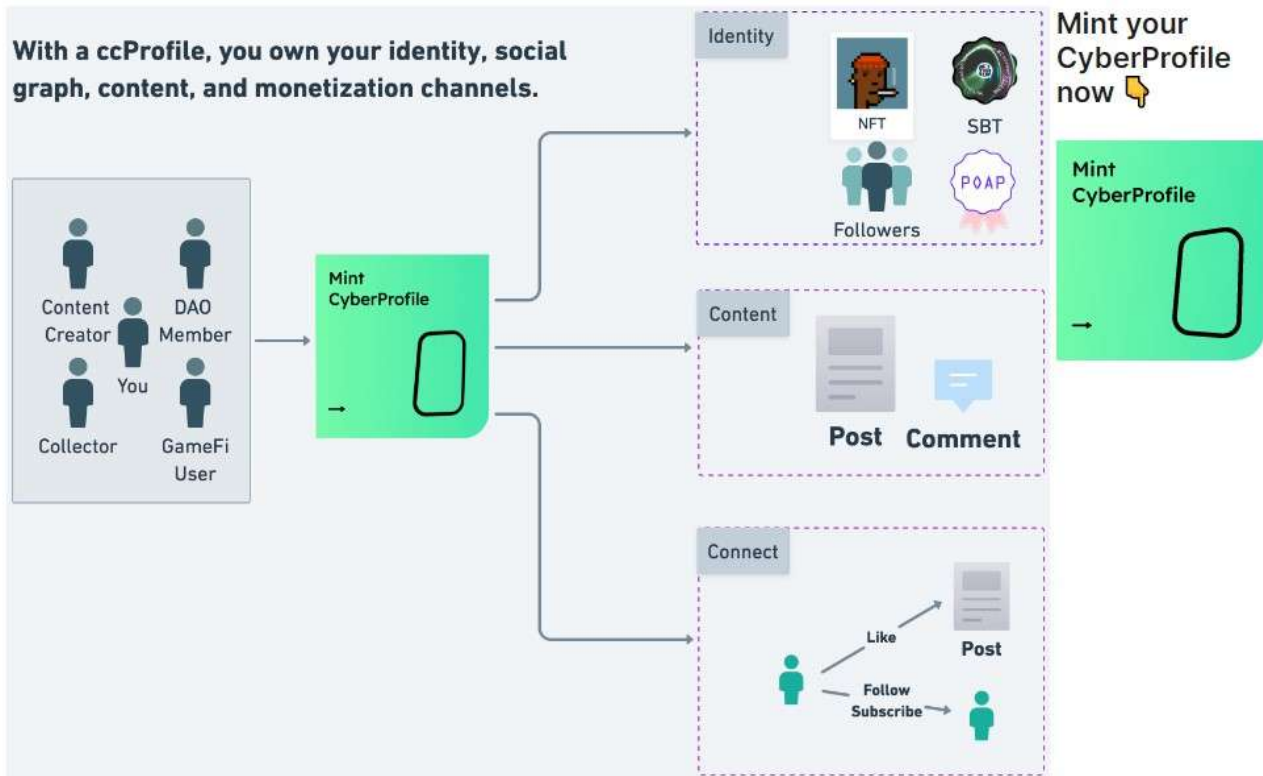 With a ccProfile, you own your identity, social
graph, content, and monetization channels.
Content
Creator
DAO
Member
You
Collector
GameFi
User
Mint
CyberProfile
Identity
NFT
SBT
Followers
POAP
Content
Post
Comment
Connect
Like
Post
Follow
Subscribe
Mint your
CyberProfile
now 👇
Mint
CyberProfile